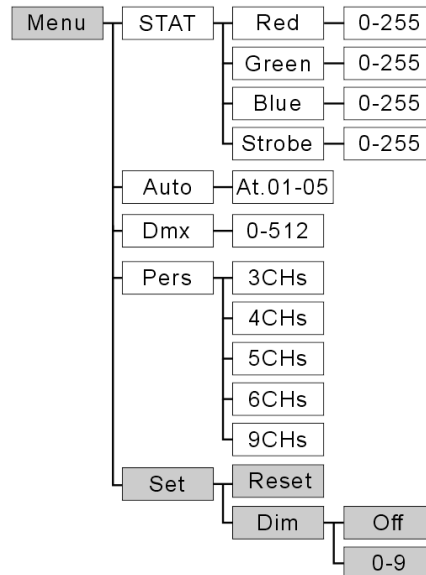 Menu STAT Red 0-255
Green 0-255
Blue 0-255
Strobe 0-255
Auto At.01-05
Dmx 0-512
Pers 3CHs
4CHs
5CHs
6CHs
9CHs
Set Reset
Dim Off
0-9